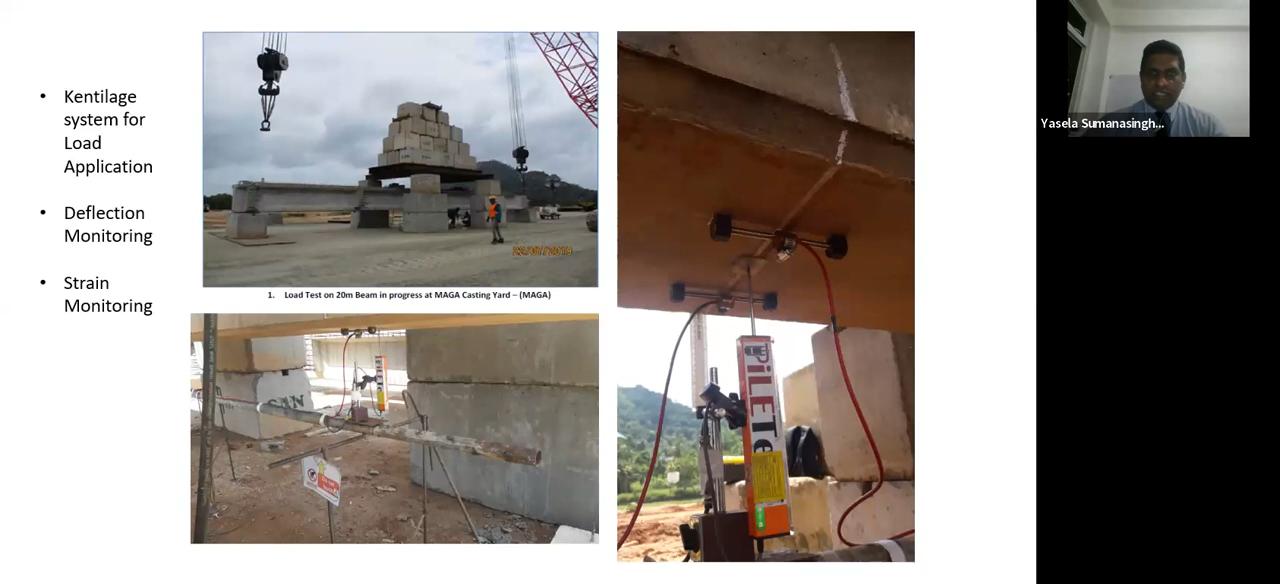 • Kentilage
system for
Load
Application
• Deflection
Monitoring
• Strain
Monitoring
1. Load Test on 20m Beam in progress at MAGA Casting Yard – (MAGA)
PiLETe
Yasela Sumanasingh...